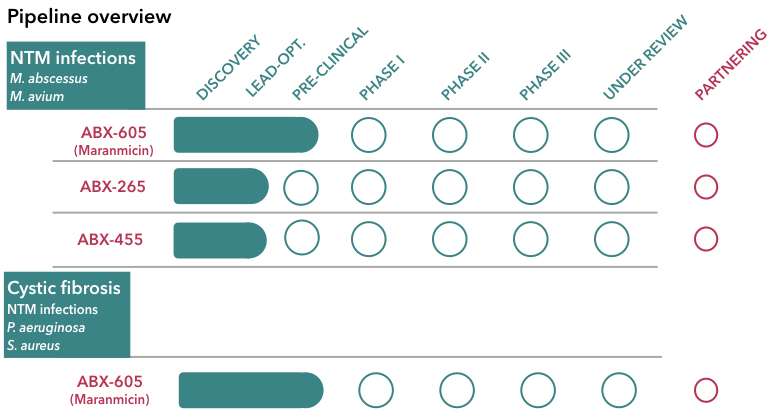 Pipeline overview
DISCOVERY
LEAD-OPT.
PRE-CLINICAL
PHASE I
PHASE II
PHASE III
UNDER REVIEW
PARTNERING
NTM infections
M. abscessus
M. avium
ABX-605
(Maranmicin)
ABX-265
ABX-455
Cystic fibrosis
NTM infections
P. aeruginosa
S. aureus
ABX-605
(Maranmicin)